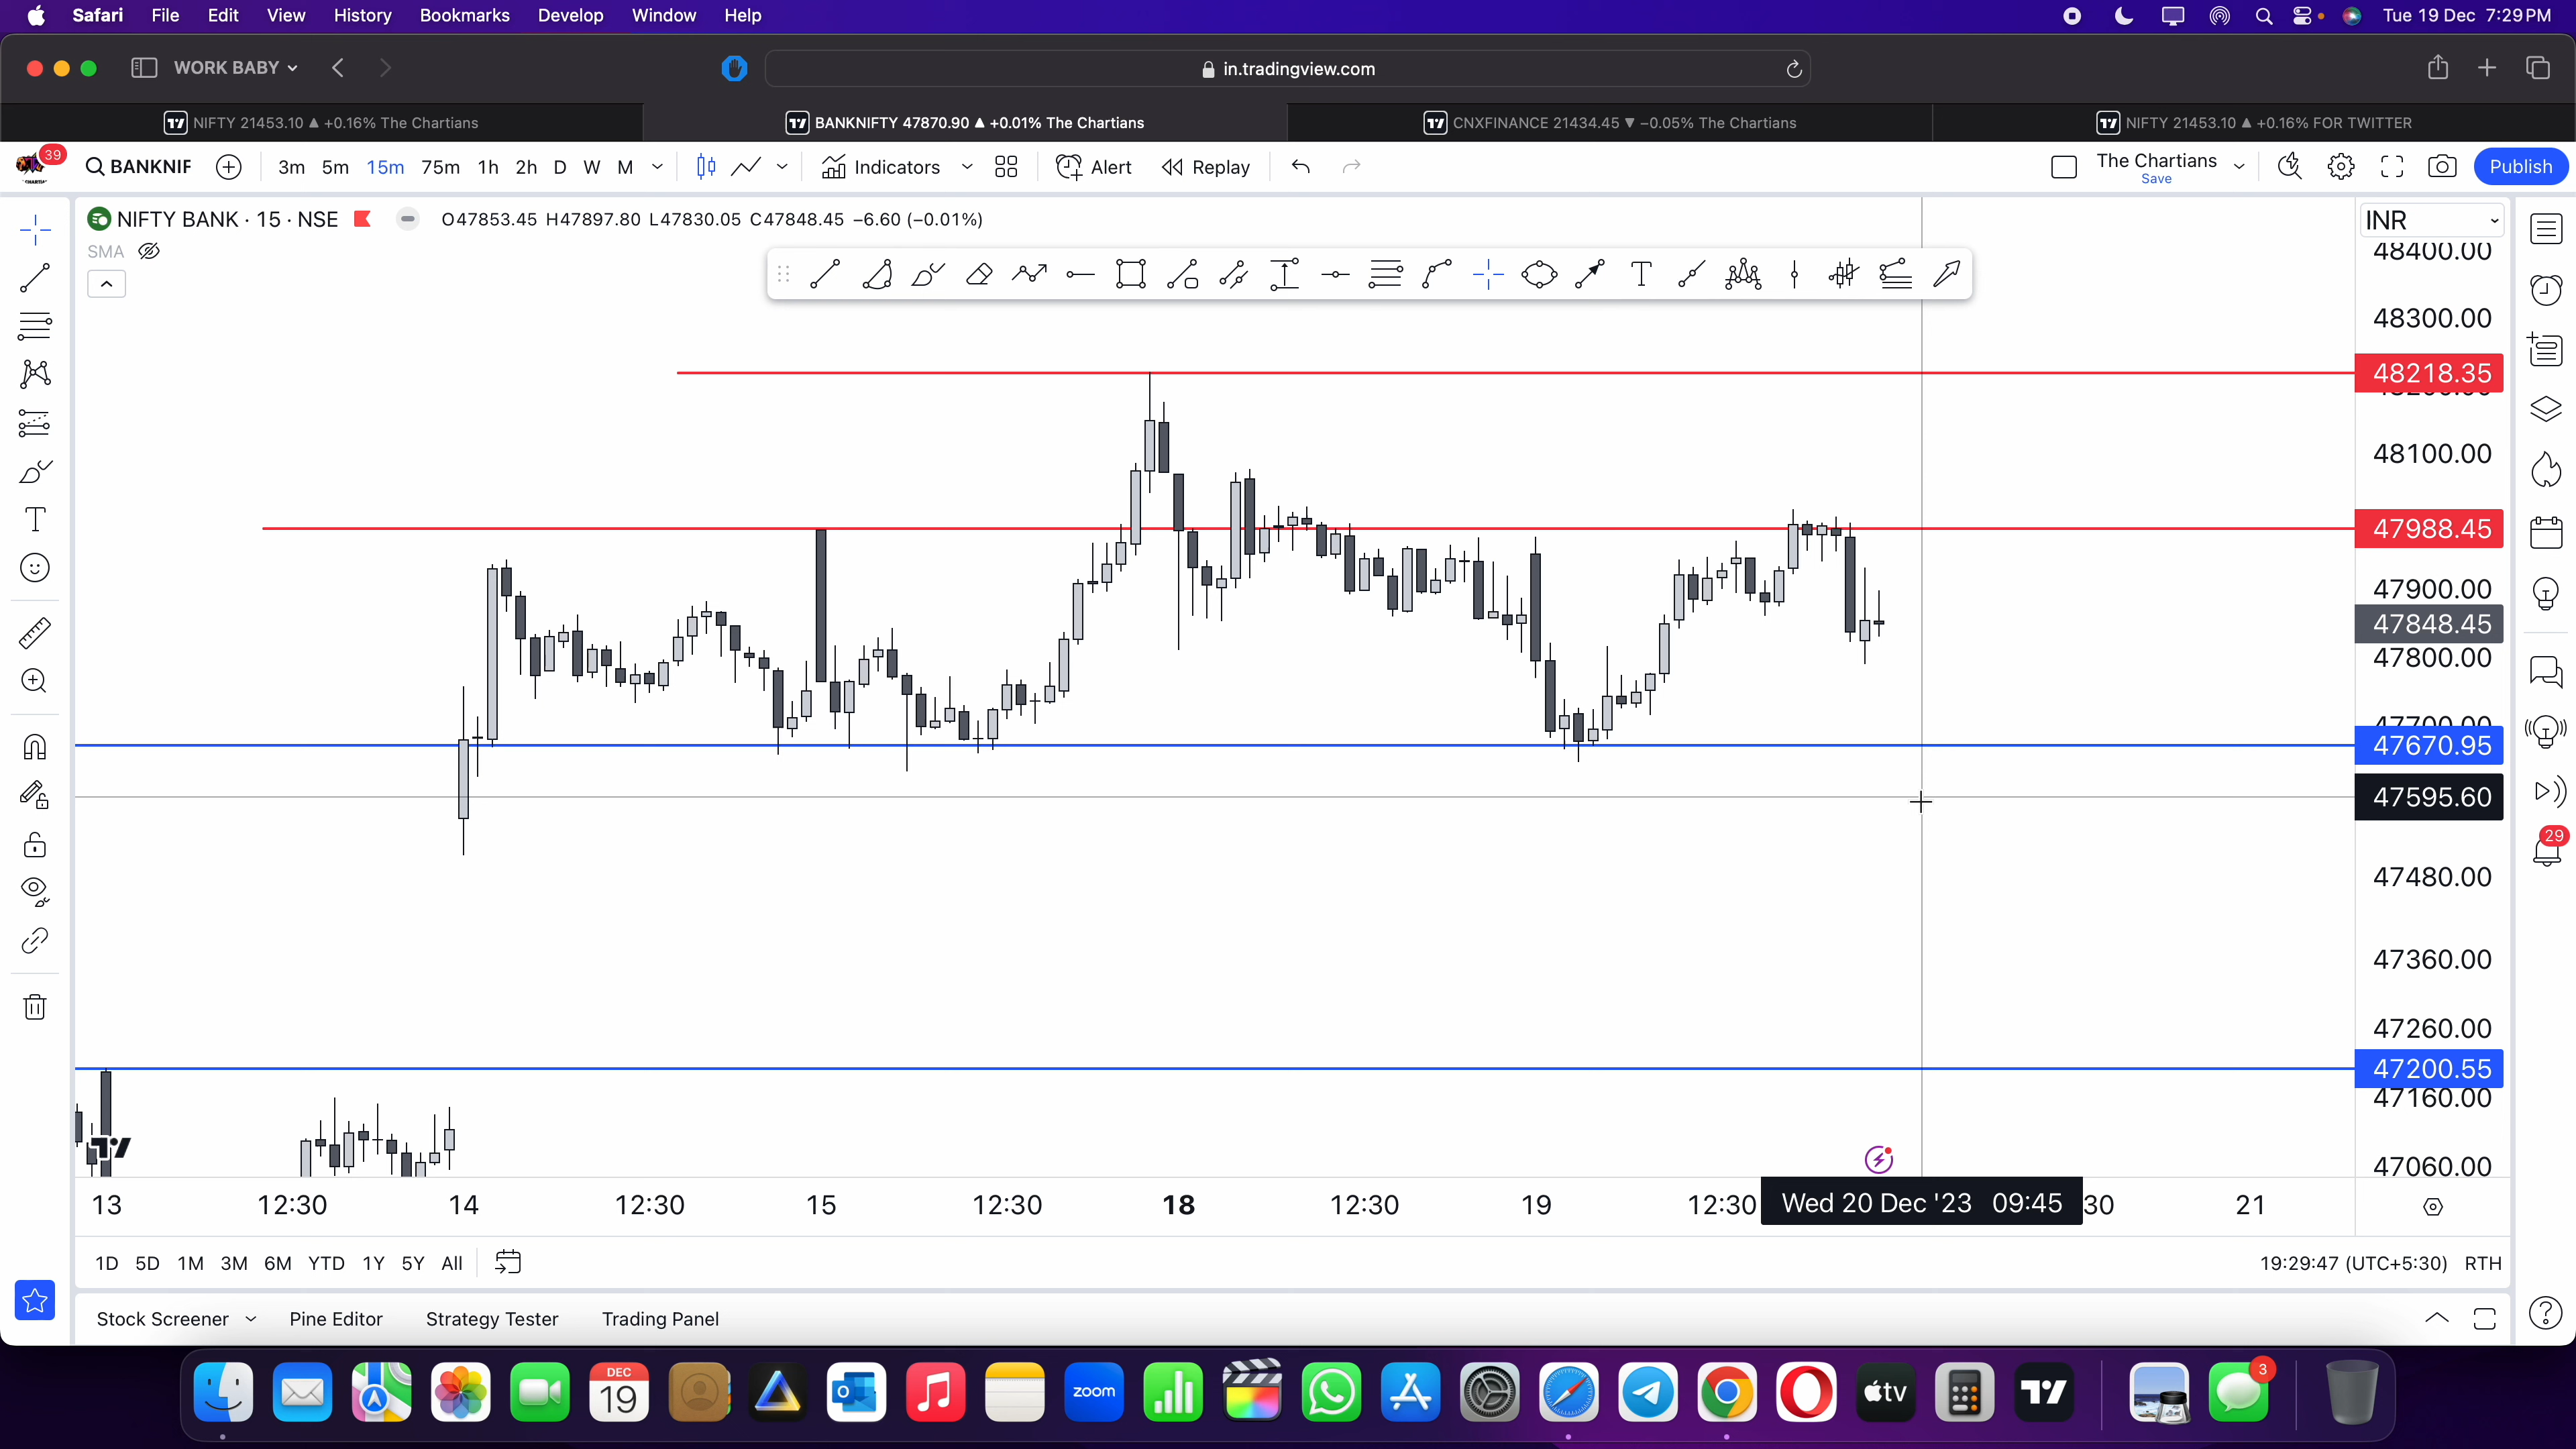 Safari File Edit View History Bookmarks Develop Window Help Tue 19 Dec 7:29 PM
WORK BABY in.tradingview.com
NIFTY 21453.10 ▲ +0.16% The Chartians BANKNIFTY 47870.90 ▲ +0.01% The Chartians CNXFINANCE 21434.45 ▼ −0.05% The Chartians NIFTY 21453.10 ▲ +0.16% FOR TWITTER
39 BANKNIF 3m 5m 15m 75m 1h 2h D W M Indicators Alert Replay The Chartians Save Publish
NIFTY BANK · 15 · NSE O47853.45 H47897.80 L47830.05 C47848.45 −6.60 (−0.01%) INR
SMA
48400.00
48300.00
48218.35
48100.00
47988.45
47900.00
47848.45
47800.00
47700.00
47670.95
47595.60
29
47480.00
47360.00
47260.00
47200.55
47160.00
47060.00
13 12:30 14 12:30 15 12:30 18 12:30 19 12:30 Wed 20 Dec '23 09:45 30 21
1D 5D 1M 3M 6M YTD 1Y 5Y All 19:29:47 (UTC+5:30) RTH
Stock Screener Pine Editor Strategy Tester Trading Panel
DEC
19
zoom
tv
3